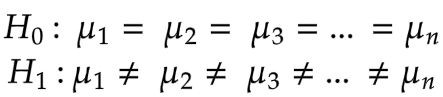 H₀ : μ₁ = μ₂ = μ₃ = ... = μₙ
H₁ : μ₁ ≠ μ₂ ≠ μ₃ ≠ ... ≠ μₙ